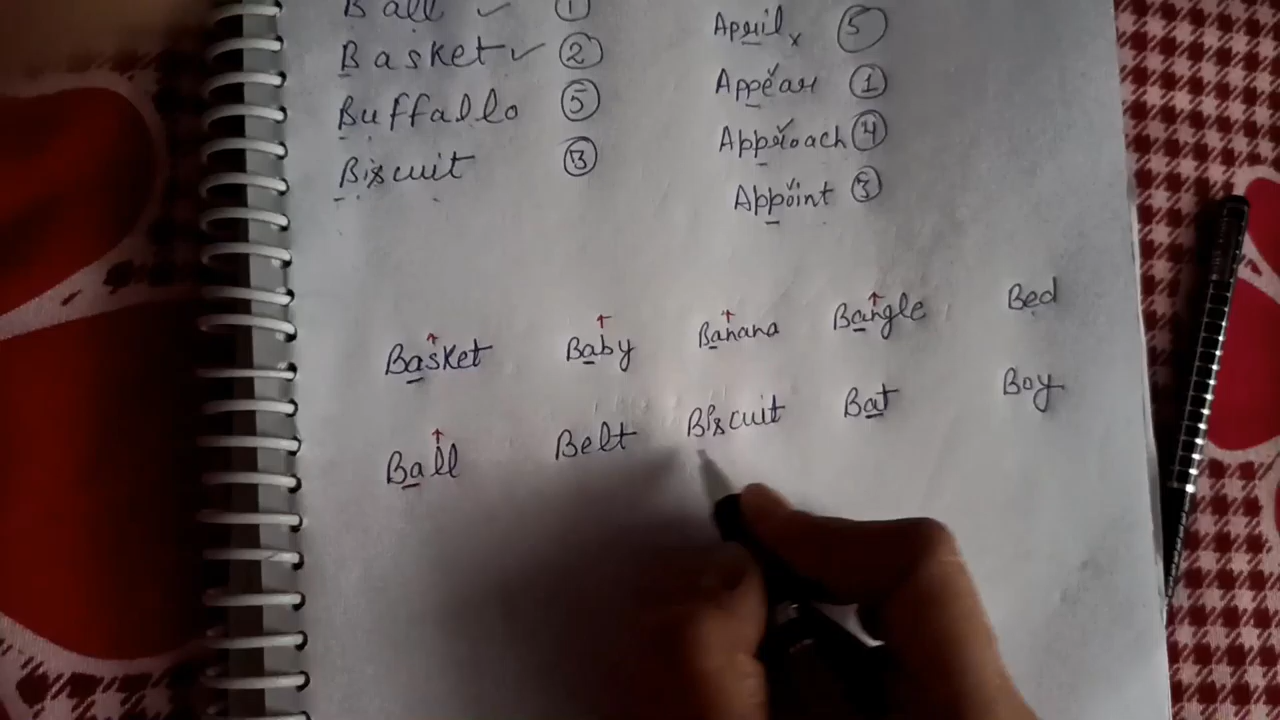 Ball ✓ ①
Basket ✓ ②
Buffallo ⑤
Biscuit ③
April x ⑤
Appear ①
Approach ④
Appoint ③
Basket Baby Banana Bangle Bed
Ball Belt Biscuit Bat Boy